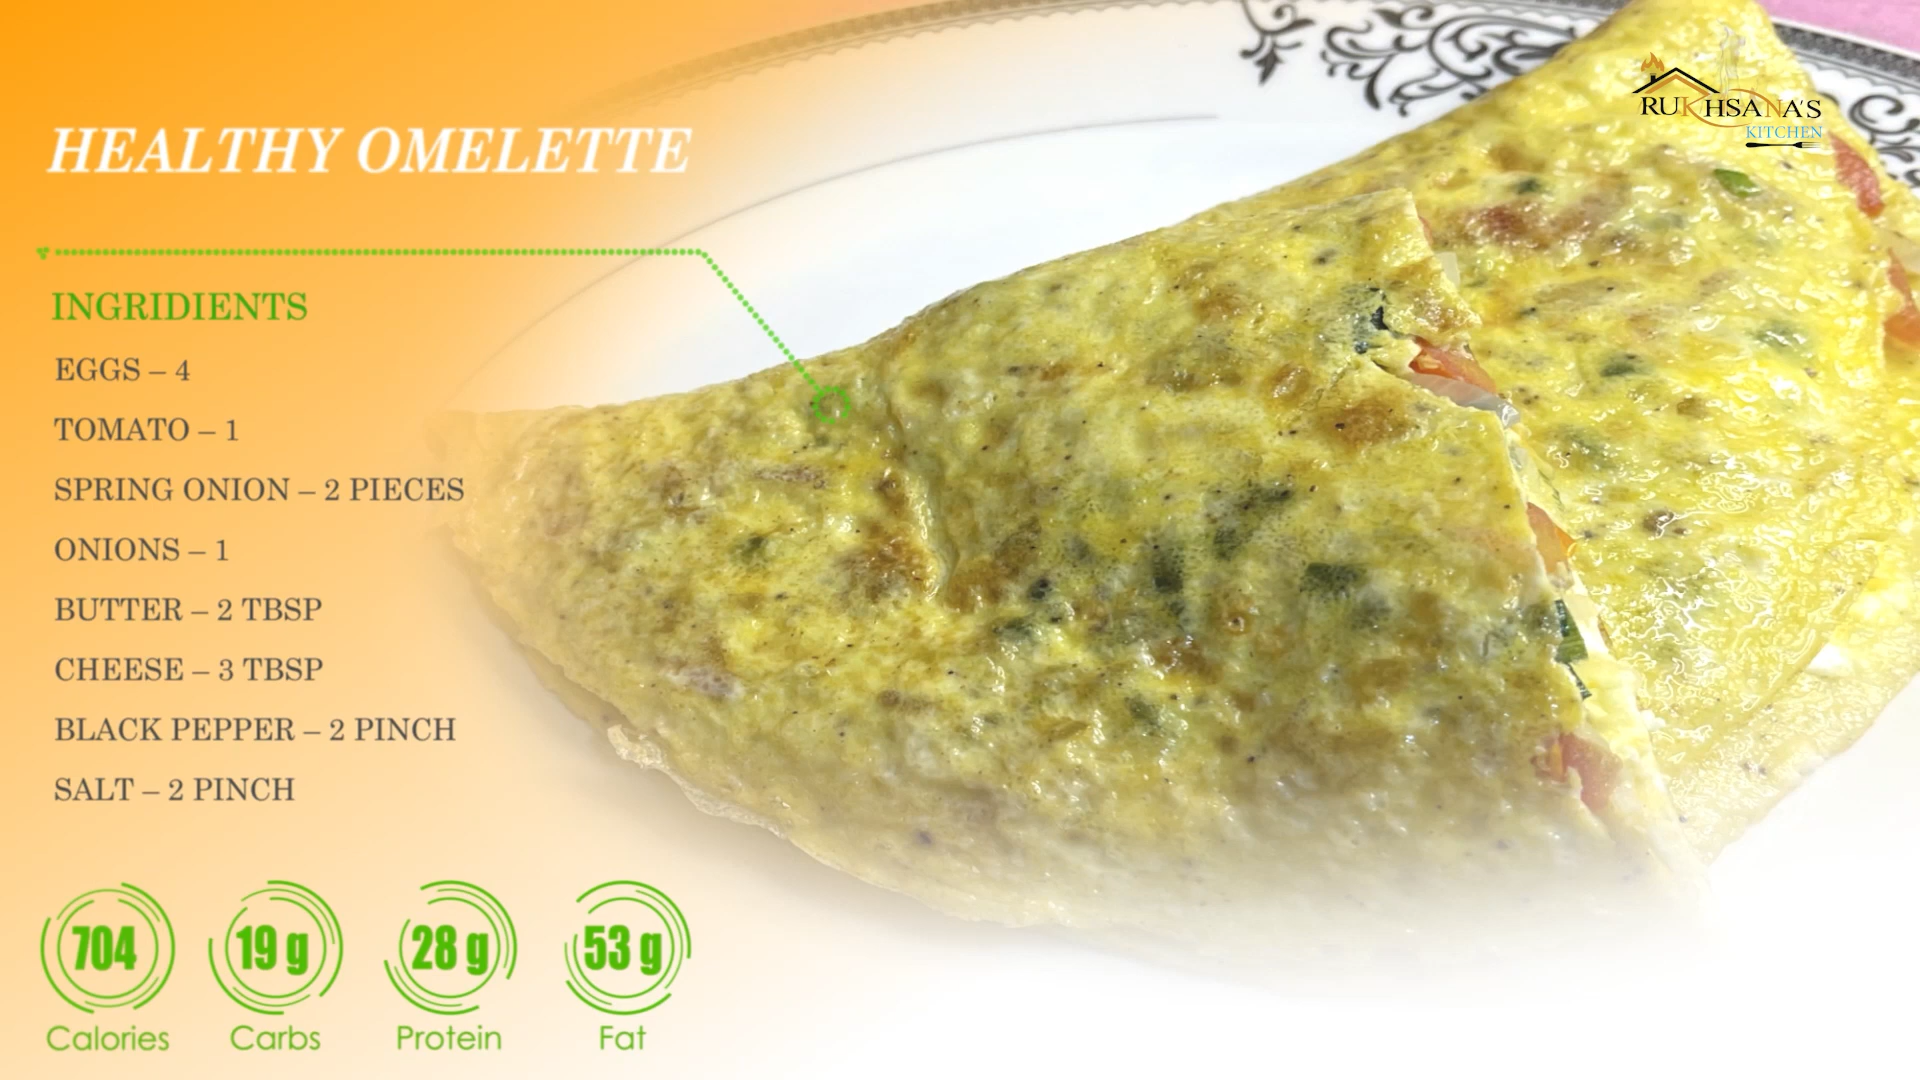 RUKHSANA'S
KITCHEN
HEALTHY OMELETTE
INGRIDIENTS
EGGS – 4
TOMATO – 1
SPRING ONION – 2 PIECES
ONIONS – 1
BUTTER – 2 TBSP
CHEESE – 3 TBSP
BLACK PEPPER – 2 PINCH
SALT – 2 PINCH
704 19 g 28 g 53 g
Calories Carbs Protein Fat